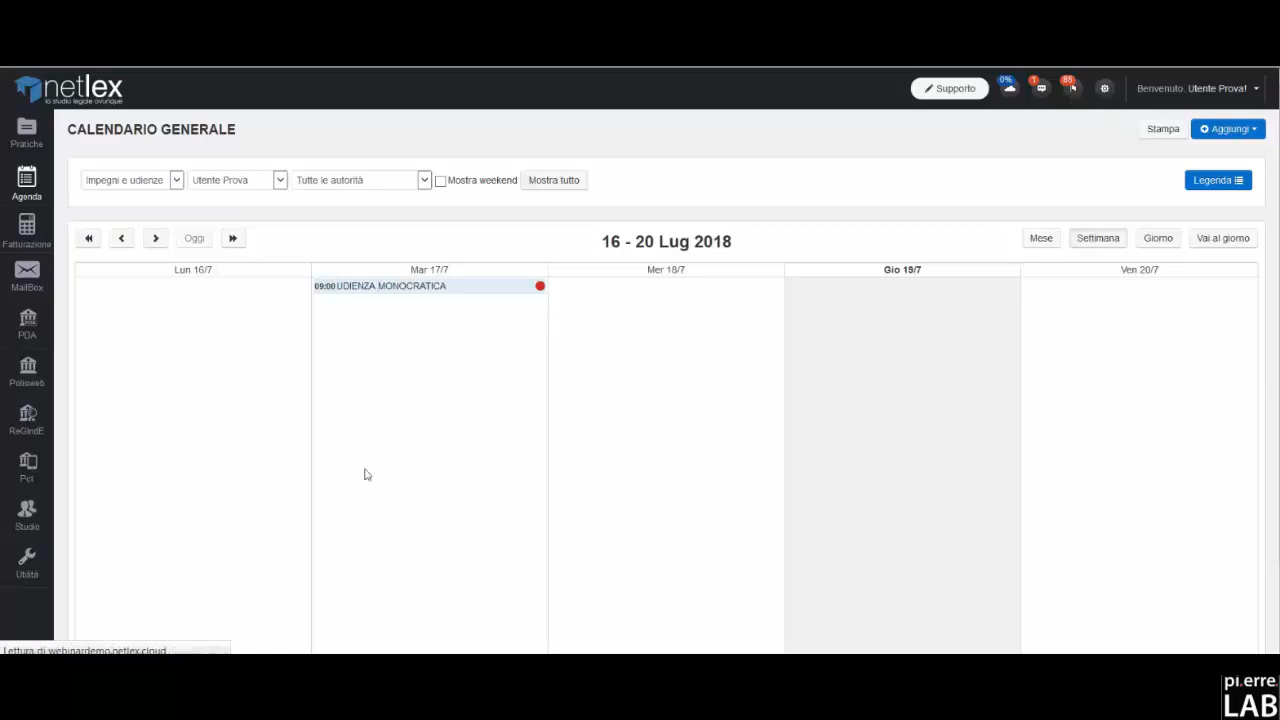 netlex
lo studio legale ovunque
Supporto
0%
1
85
Benvenuto, Utente Prova!
Pratiche
Agenda
Fatturazione
MailBox
PDA
Polisweb
ReGIndE
Pct
Studio
Utilità
CALENDARIO GENERALE
Stampa
Aggiungi
Impegni e udienze
Utente Prova
Tutte le autorità
Mostra weekend
Mostra tutto
Legenda
Oggi
16 - 20 Lug 2018
Mese
Settimana
Giorno
Vai al giorno
Lun 16/7
Mar 17/7
Mer 18/7
Gio 19/7
Ven 20/7
09:00 UDIENZA MONOCRATICA
Lettura di webinardemo.netlex.cloud
pi.erre.
LAB